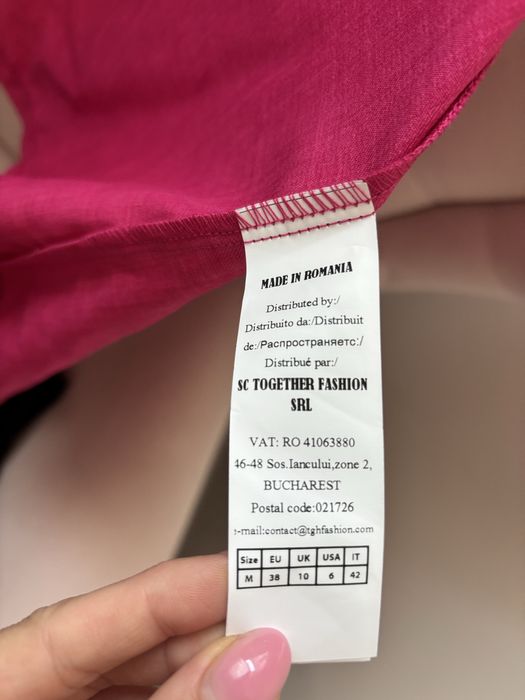 MADE IN ROMANIA
Distributed by:/
Distribuito da:/Distribuit
de:/Распространяетс:/
Distribué par:/
SC TOGETHER FASHION
SRL
VAT: RO 41063880
46-48 Sos.Iancului,zone 2,
BUCHAREST
Postal code:021726
e-mail:contact@tghfashion.com
Size EU UK USA IT
M 38 10 6 42